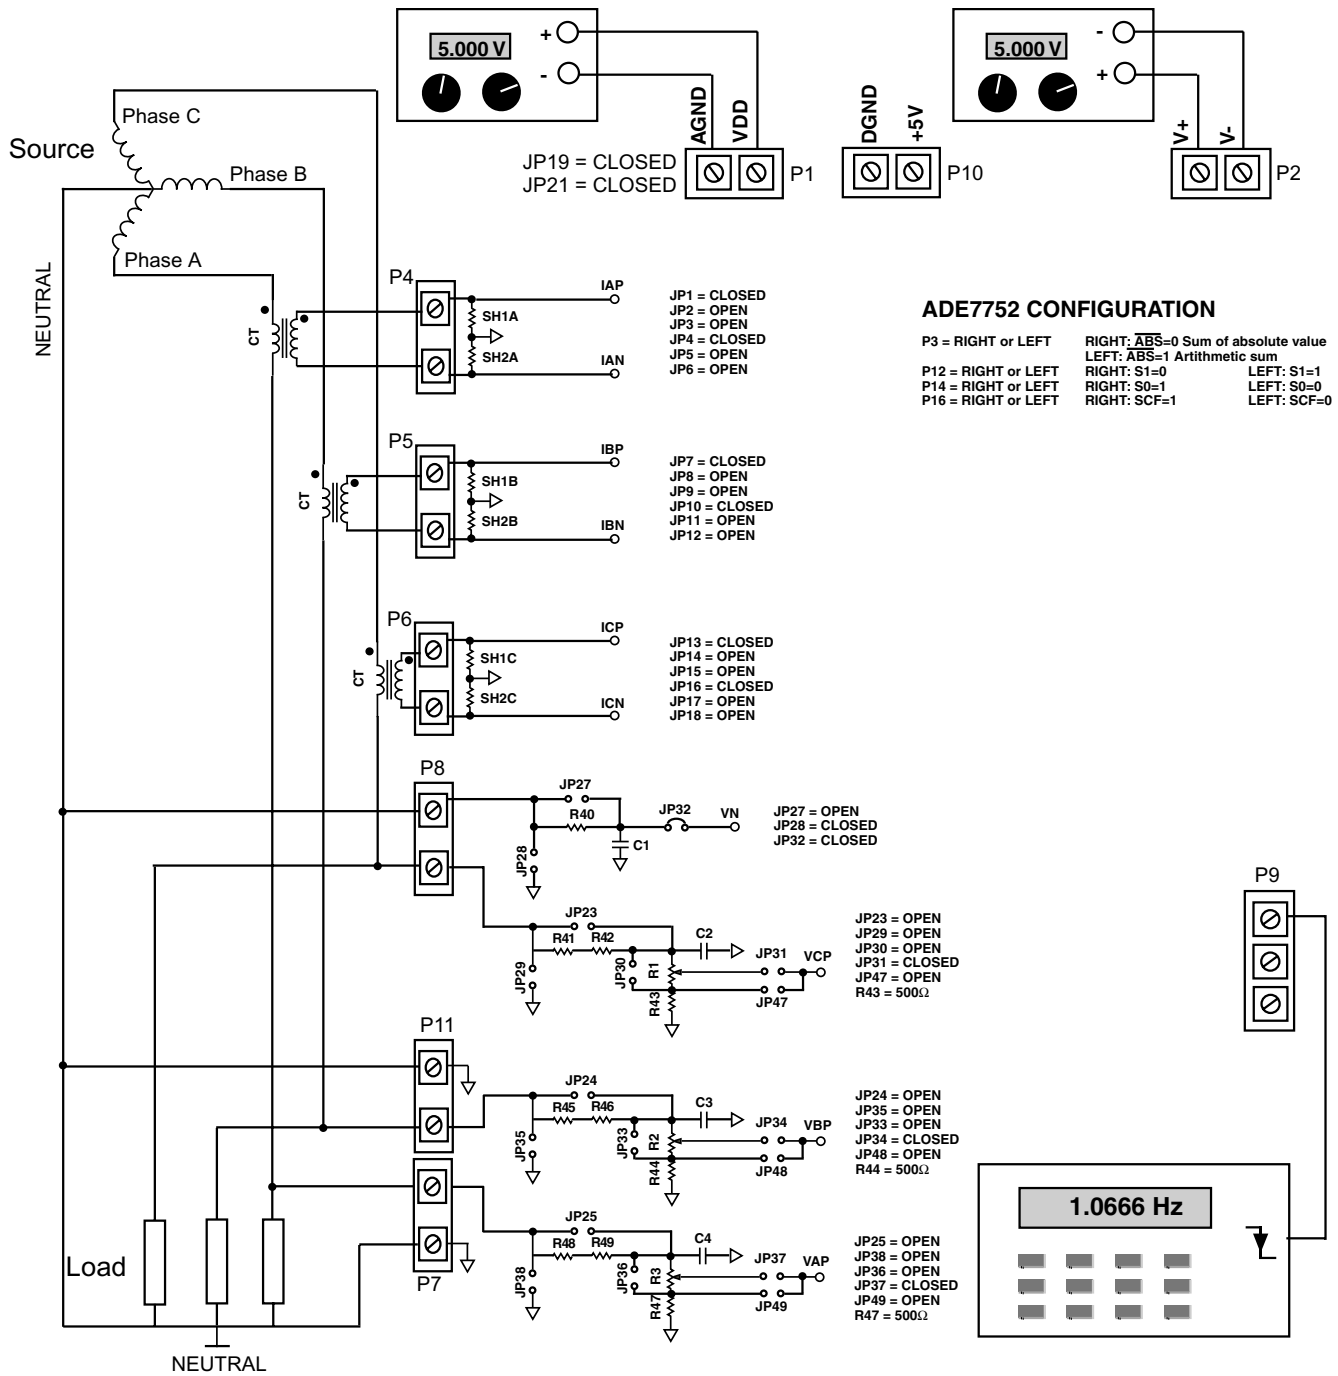 5.000 V
+
-
AGND
VDD
JP19 = CLOSED
JP21 = CLOSED
P1
DGND
+5V
P10
5.000 V
-
+
V+
V-
P2
Source
Phase C
Phase B
Phase A
NEUTRAL
ADE7752 CONFIGURATION
P3 = RIGHT or LEFT RIGHT: ABS=0 Sum of absolute value
LEFT: ABS=1 Artithmetic sum
P12 = RIGHT or LEFT RIGHT: S1=0 LEFT: S1=1
P14 = RIGHT or LEFT RIGHT: S0=1 LEFT: S0=0
P16 = RIGHT or LEFT RIGHT: SCF=1 LEFT: SCF=0
CT
P4
SH1A
SH2A
IAP
IAN
JP1 = CLOSED
JP2 = OPEN
JP3 = OPEN
JP4 = CLOSED
JP5 = OPEN
JP6 = OPEN
CT
P5
SH1B
SH2B
IBP
IBN
JP7 = CLOSED
JP8 = OPEN
JP9 = OPEN
JP10 = CLOSED
JP11 = OPEN
JP12 = OPEN
CT
P6
SH1C
SH2C
ICP
ICN
JP13 = CLOSED
JP14 = OPEN
JP15 = OPEN
JP16 = CLOSED
JP17 = OPEN
JP18 = OPEN
P8
JP27
R40
JP28
C1
JP32
VN
JP27 = OPEN
JP28 = CLOSED
JP32 = CLOSED
JP23
R41
R42
JP29
JP30
R1
R43
C2
JP31
JP47
VCP
JP23 = OPEN
JP29 = OPEN
JP30 = OPEN
JP31 = CLOSED
JP47 = OPEN
R43 = 500Ω
P9
P11
JP24
R45
R46
JP35
JP33
R2
R44
C3
JP34
JP48
VBP
JP24 = OPEN
JP35 = OPEN
JP33 = OPEN
JP34 = CLOSED
JP48 = OPEN
R44 = 500Ω
P7
JP25
R48
R49
JP38
JP36
R3
R47
C4
JP37
JP49
VAP
JP25 = OPEN
JP38 = OPEN
JP36 = OPEN
JP37 = CLOSED
JP49 = OPEN
R47 = 500Ω
1.0666 Hz
Load
NEUTRAL